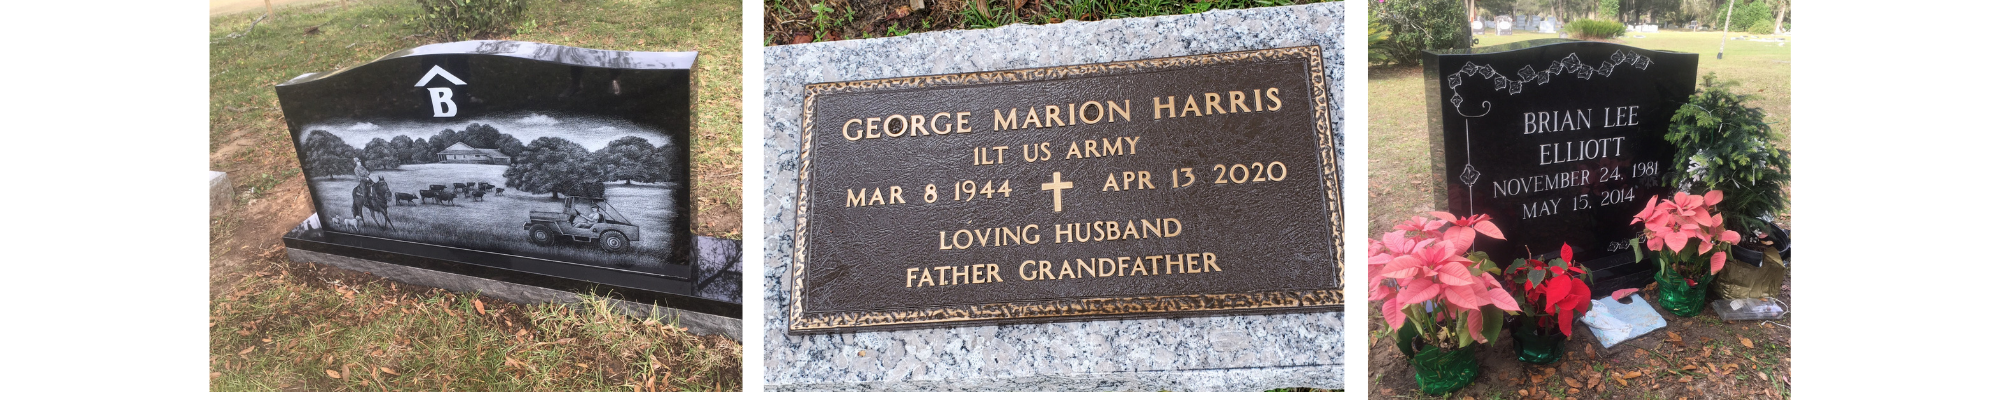 B
GEORGE MARION HARRIS
1LT US ARMY
MAR 8 1944 APR 13 2020
LOVING HUSBAND
FATHER GRANDFATHER
BRIAN LEE
ELLIOTT
NOVEMBER 24, 1981
MAY 15, 2014